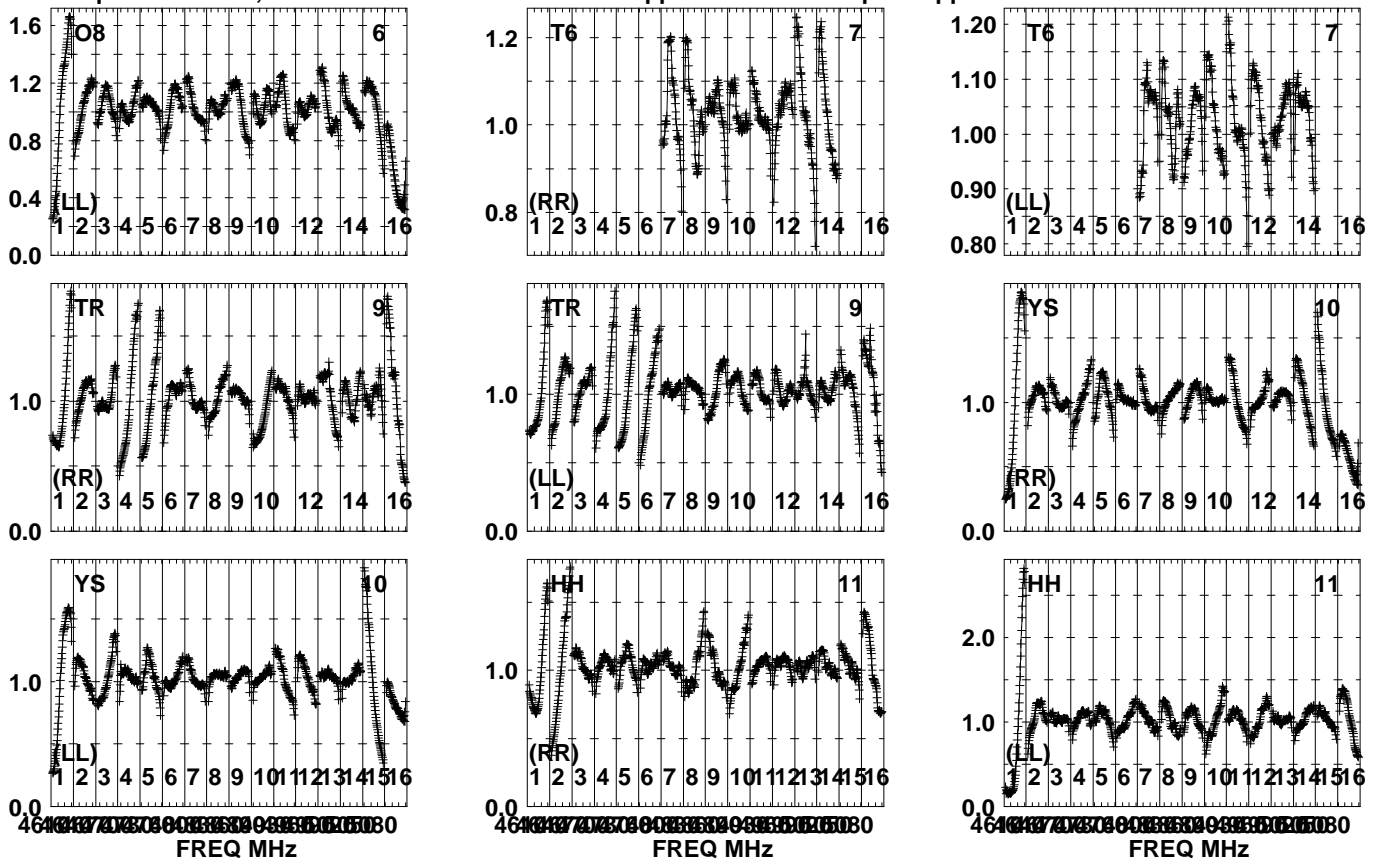 1.6 O8 6
1.2
0.8
0.4 (LL)
1 2 3 4 5 6 7 8 9 10 12 14 16
0.0
1.2 T6 7
1.0
0.8 (RR)
1 2 3 4 5 6 7 8 9 10 12 14 16
1.20 T6 7
1.10
1.00
0.90 (LL)
1 2 3 4 5 6 7 8 9 10 12 14 16
0.80
TR 9
1.0
(RR)
1 2 3 4 5 6 7 8 9 10 12 14 16
0.0
TR 9
1.0
(LL)
1 2 3 4 5 6 7 8 9 10 12 14 16
0.0
YS 10
1.0
(RR)
1 2 3 4 5 6 7 8 9 10 12 14 16
0.0
YS 10
1.0
(LL)
1 2 3 4 5 6 7 8 9 10 11 12 13 15 16
0.0
FREQ MHz
HH 11
1.0
(RR)
1 2 3 4 5 6 7 8 9 10 11 12 13 15 16
0.0
FREQ MHz
HH 11
2.0
1.0
(LL)
1 2 3 4 5 6 7 8 9 10 11 12 13 14 15 16
0.0
FREQ MHz